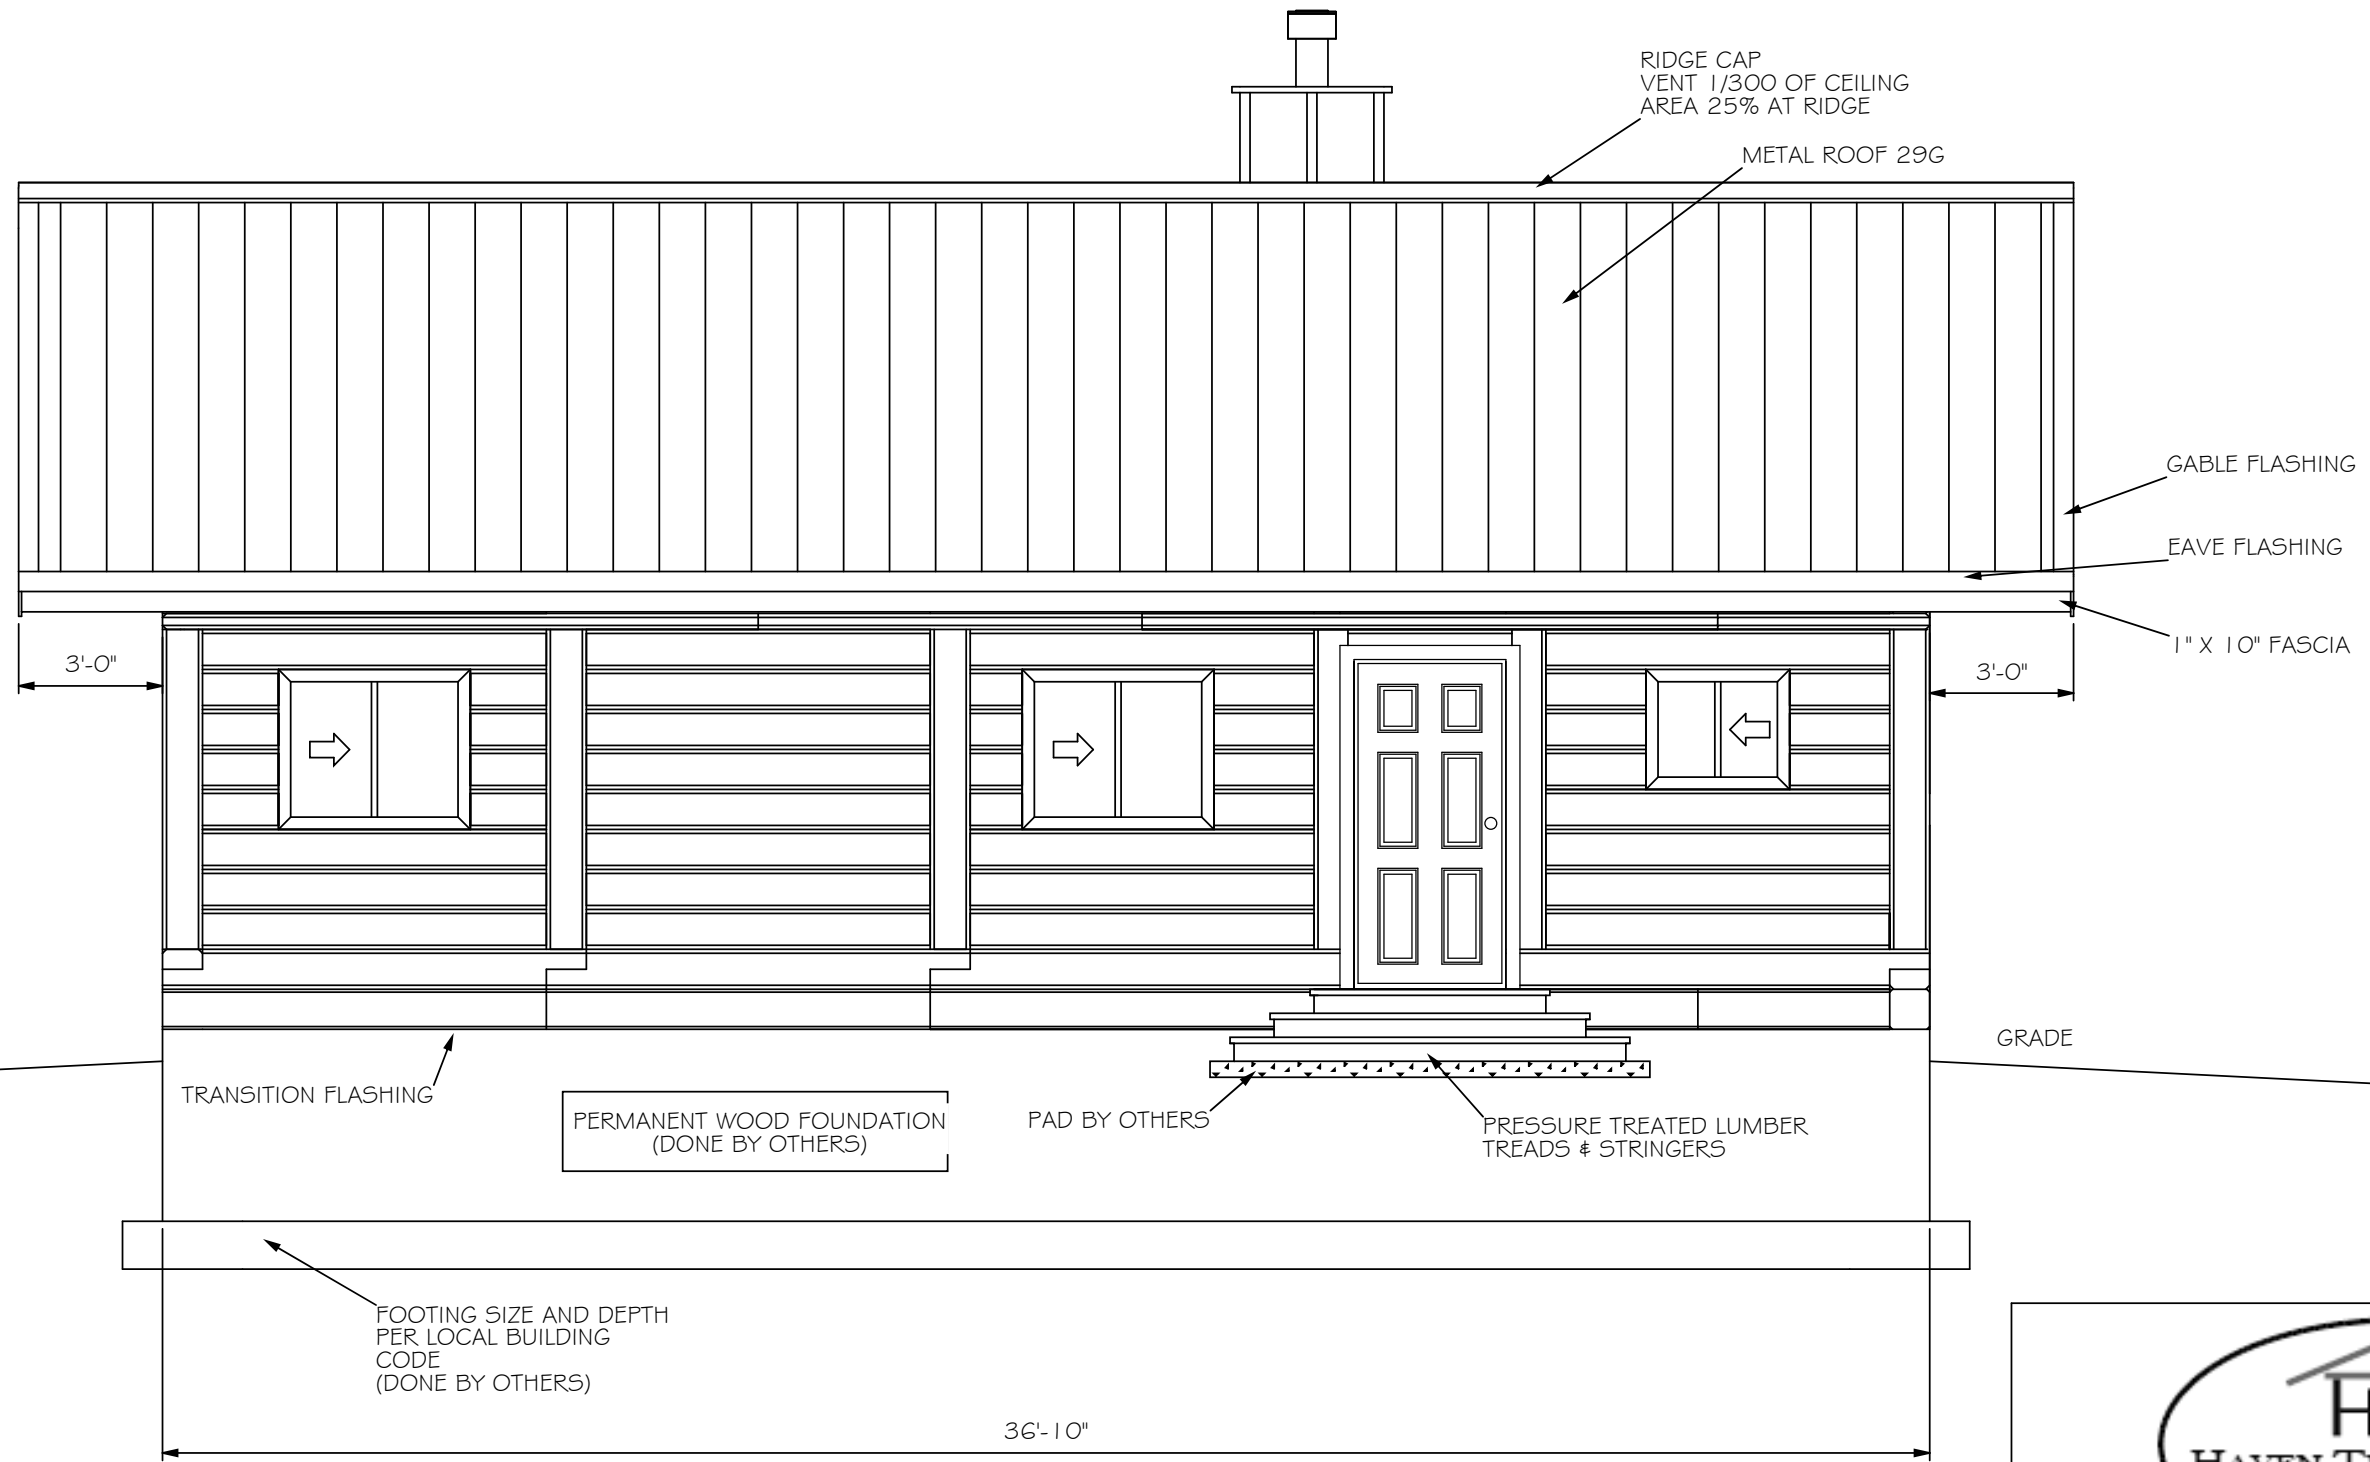 RIDGE CAP
VENT 1/300 OF CEILING
AREA 25% AT RIDGE
METAL ROOF 29G
GABLE FLASHING
EAVE FLASHING
1" X 10" FASCIA
3'-0"
3'-0"
GRADE
TRANSITION FLASHING
PERMANENT WOOD FOUNDATION
(DONE BY OTHERS)
PAD BY OTHERS
PRESSURE TREATED LUMBER
TREADS & STRINGERS
FOOTING SIZE AND DEPTH
PER LOCAL BUILDING
CODE
(DONE BY OTHERS)
36'-10"
HAVEN